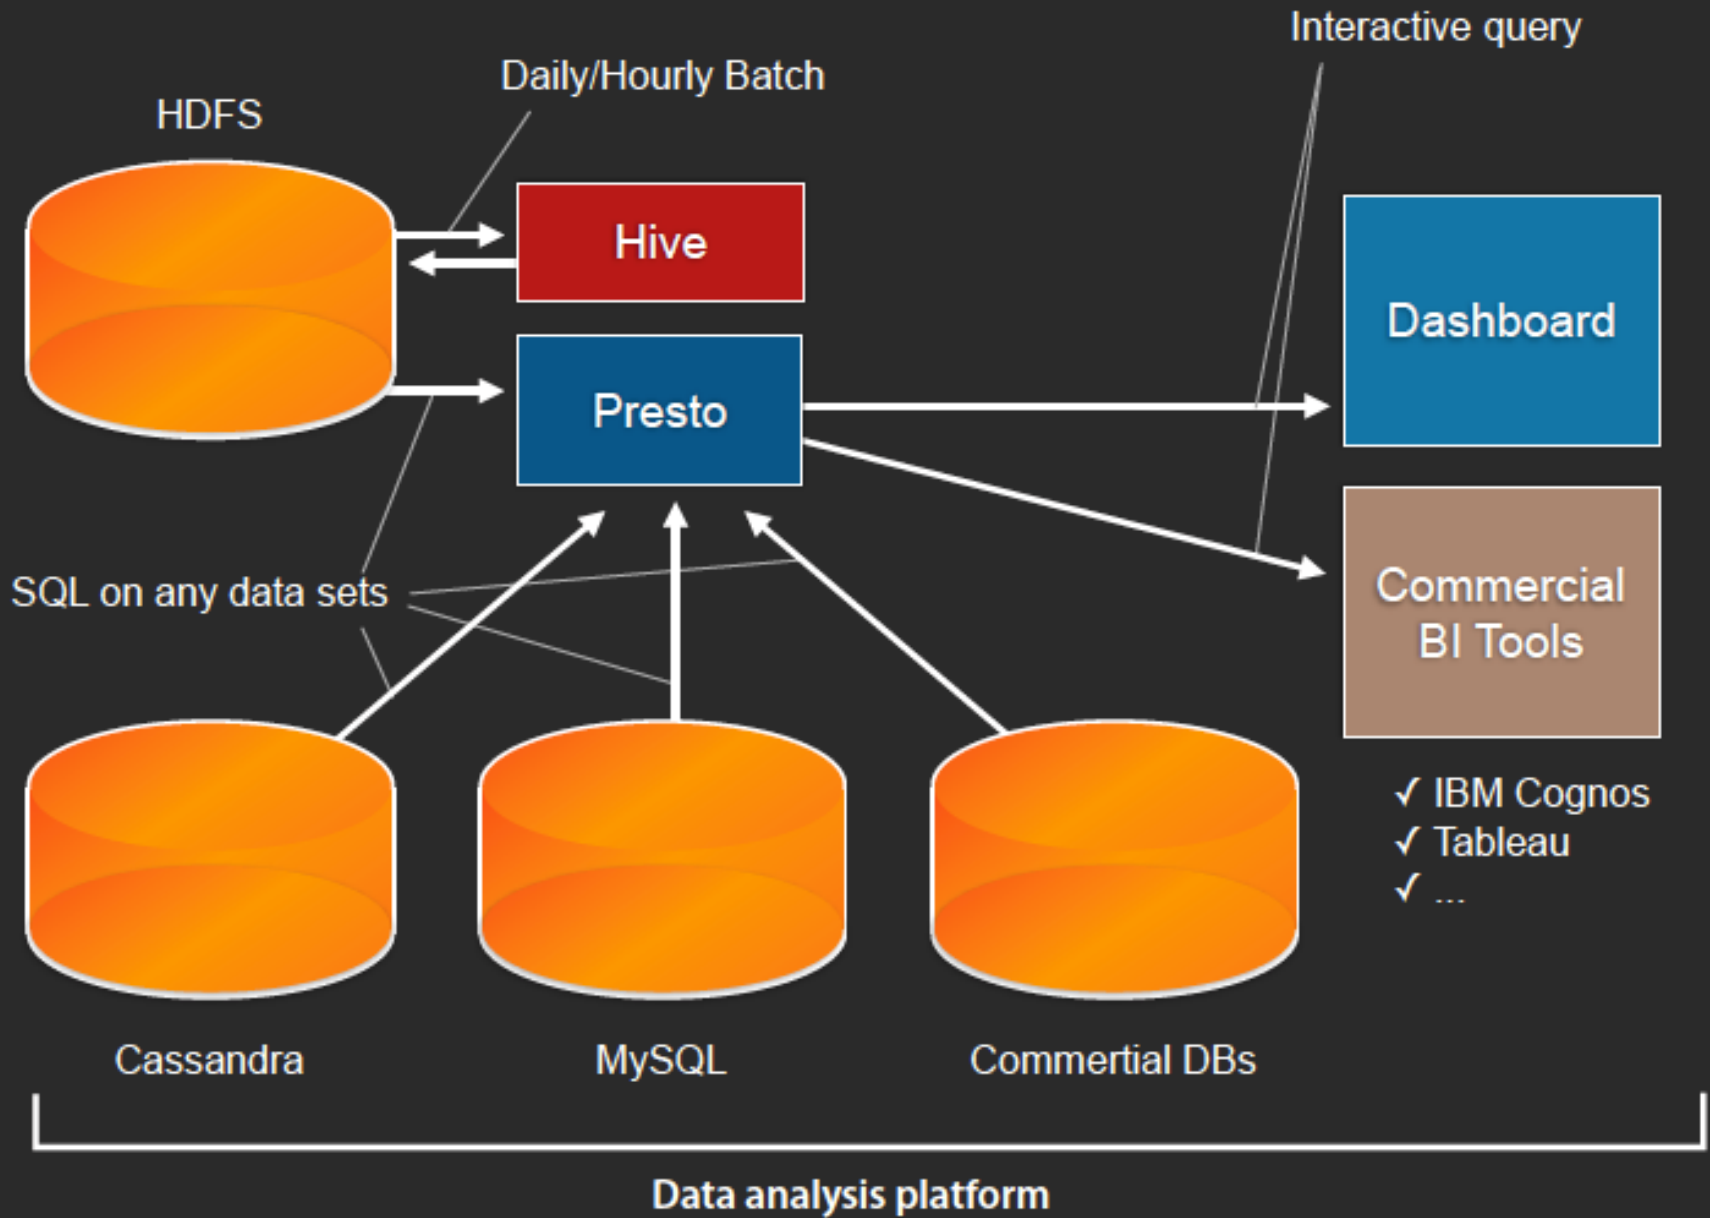 Interactive query
Daily/Hourly Batch
HDFS
Hive
Dashboard
Presto
Commercial
BI Tools
SQL on any data sets
✓ IBM Cognos
✓ Tableau
✓ ...
Cassandra
MySQL
Commertial DBs
Data analysis platform